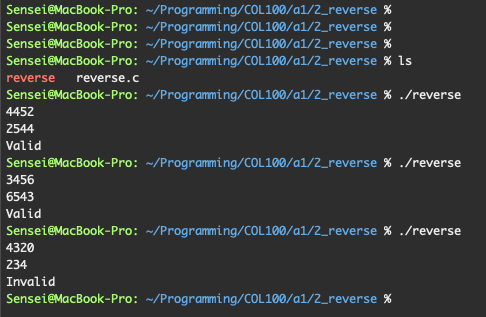 Sensei@MacBook-Pro: ~/Programming/COL100/a1/2_reverse %
Sensei@MacBook-Pro: ~/Programming/COL100/a1/2_reverse %
Sensei@MacBook-Pro: ~/Programming/COL100/a1/2_reverse %
Sensei@MacBook-Pro: ~/Programming/COL100/a1/2_reverse % ls
reverse   reverse.c
Sensei@MacBook-Pro: ~/Programming/COL100/a1/2_reverse % ./reverse
4452
2544
Valid
Sensei@MacBook-Pro: ~/Programming/COL100/a1/2_reverse % ./reverse
3456
6543
Valid
Sensei@MacBook-Pro: ~/Programming/COL100/a1/2_reverse % ./reverse
4320
234
Invalid
Sensei@MacBook-Pro: ~/Programming/COL100/a1/2_reverse %